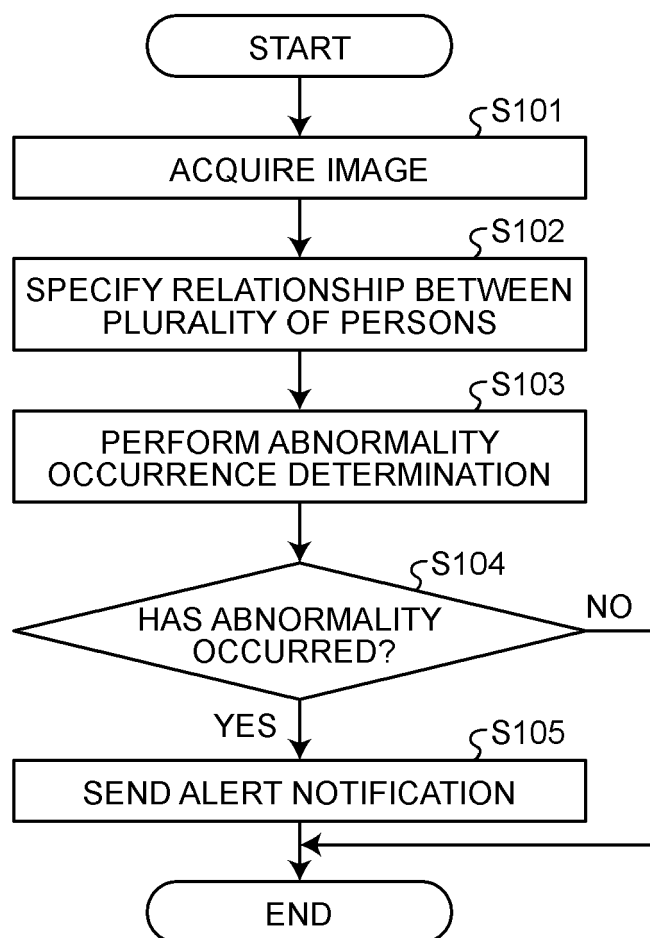 START
S101
ACQUIRE IMAGE
S102
SPECIFY RELATIONSHIP BETWEEN
PLURALITY OF PERSONS
S103
PERFORM ABNORMALITY
OCCURRENCE DETERMINATION
S104
HAS ABNORMALITY
OCCURRED?
NO
YES
S105
SEND ALERT NOTIFICATION
END